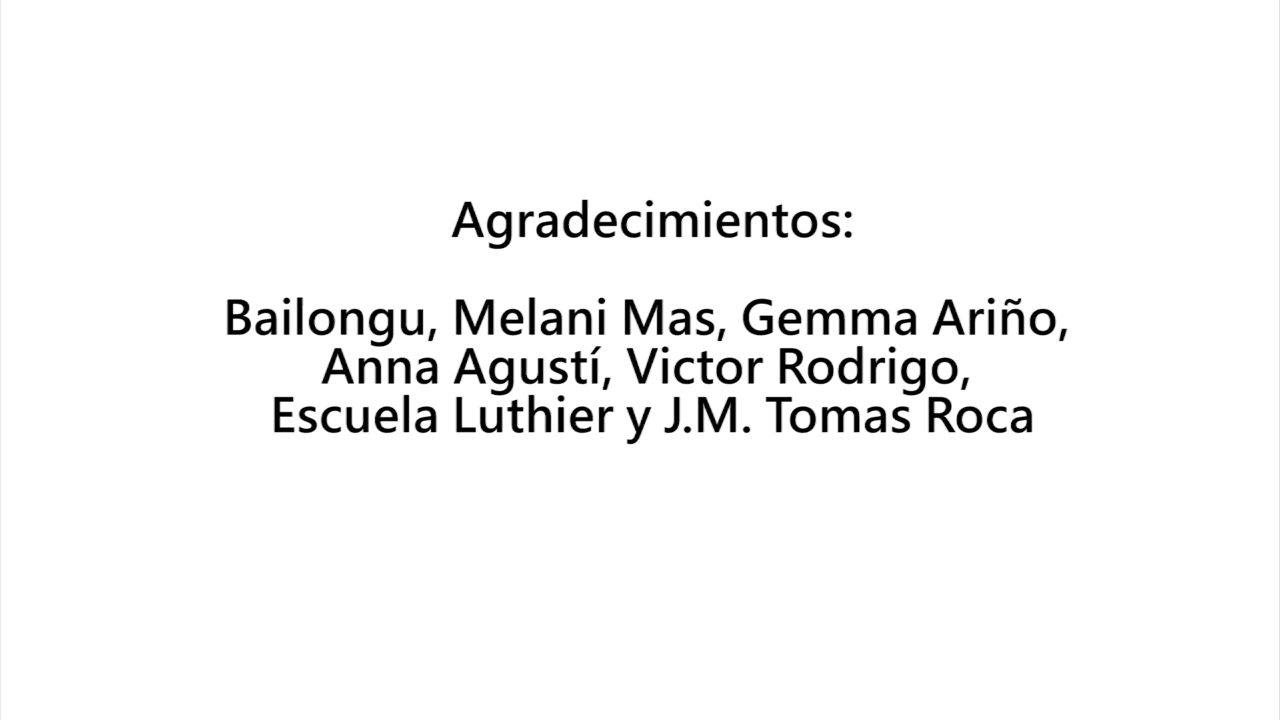 Agradecimientos:
Bailongu, Melani Mas, Gemma Ariño,
Anna Agustí, Victor Rodrigo,
Escuela Luthier y J.M. Tomas Roca